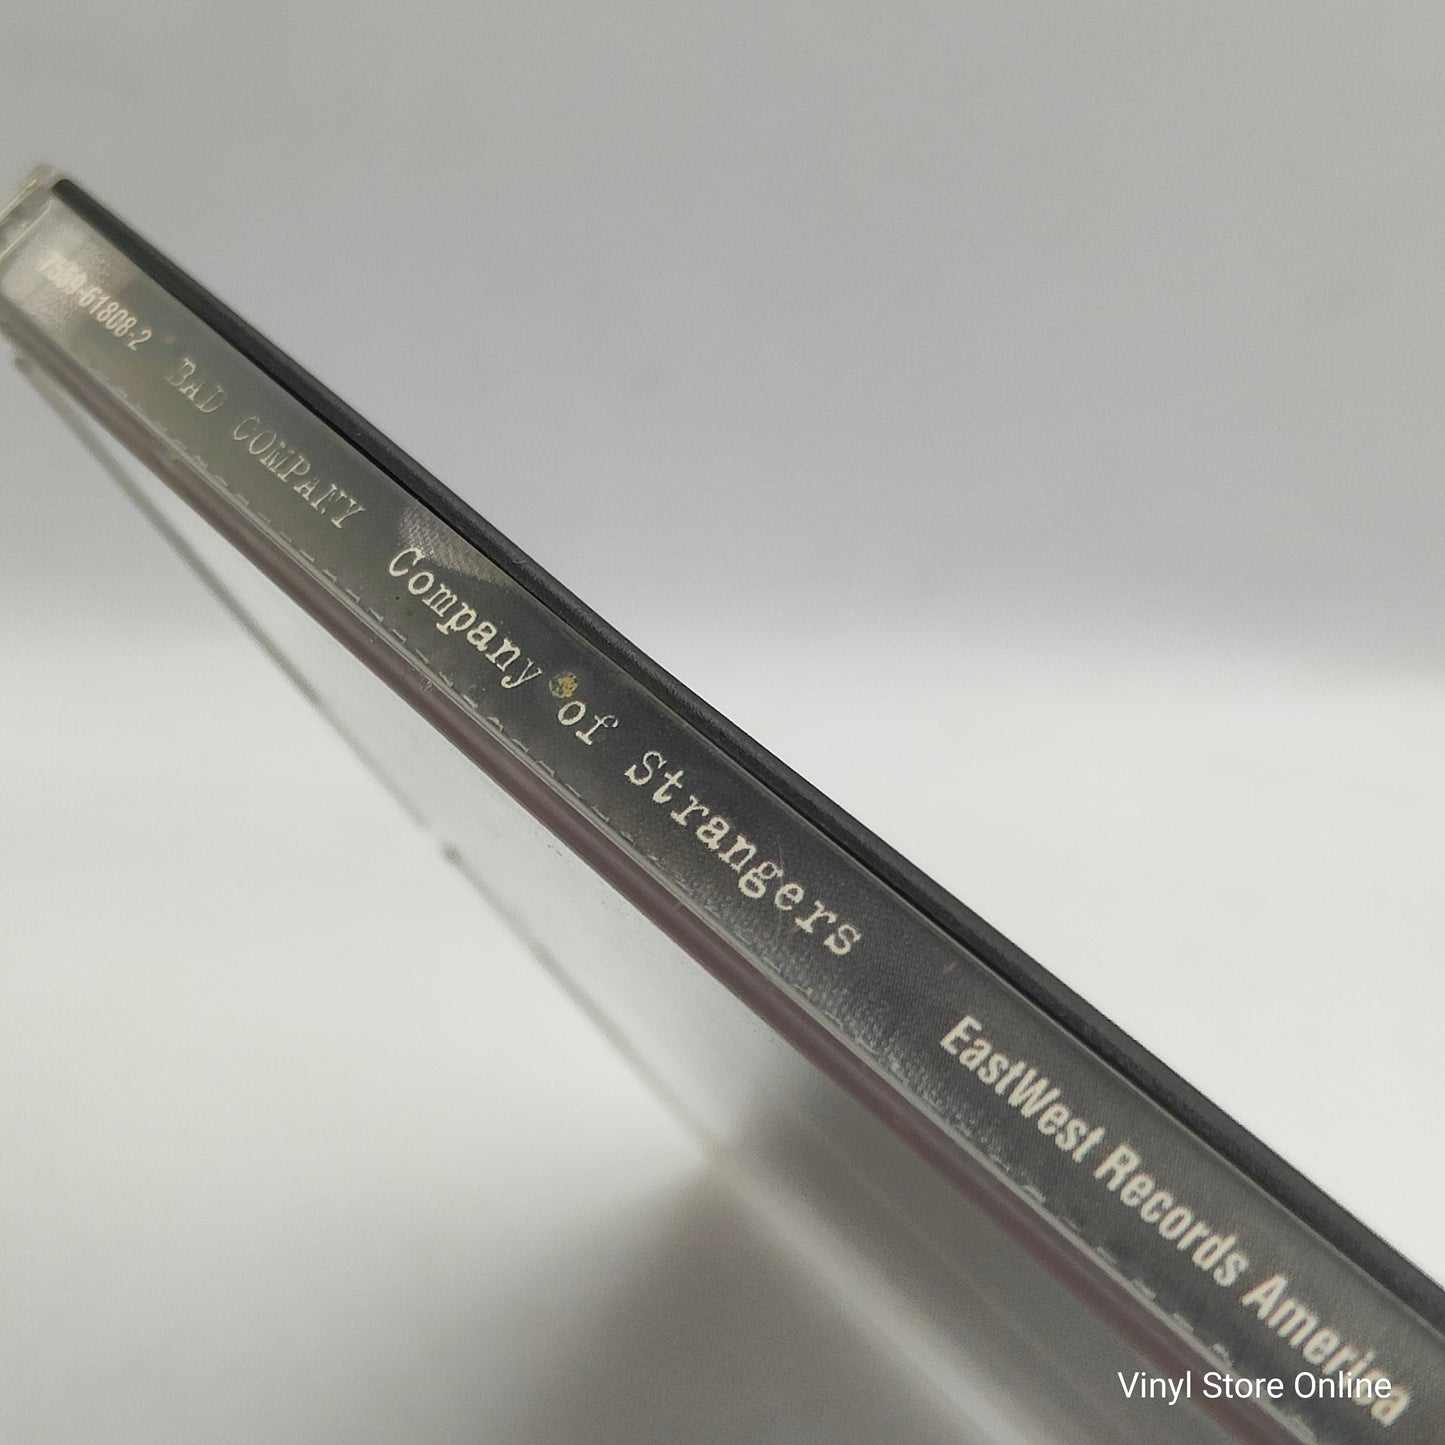 7559-61808-2 BAD COMPANY Company of Strangers EastWest Records America
Vinyl Store Online